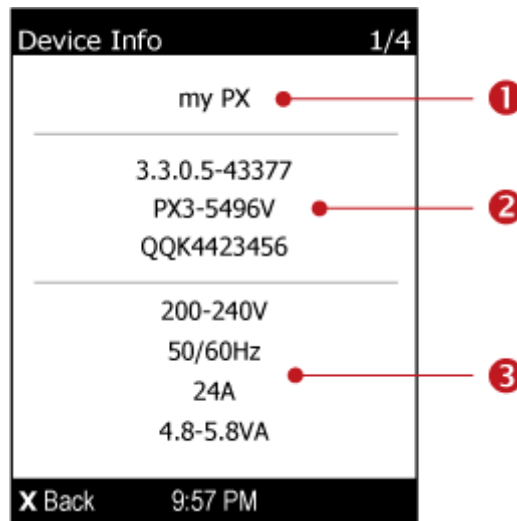 Device Info 1/4
my PX 1
3.3.0.5-43377
PX3-5496V 2
QQK4423456
200-240V
50/60Hz
24A 3
4.8-5.8VA
X Back 9:57 PM